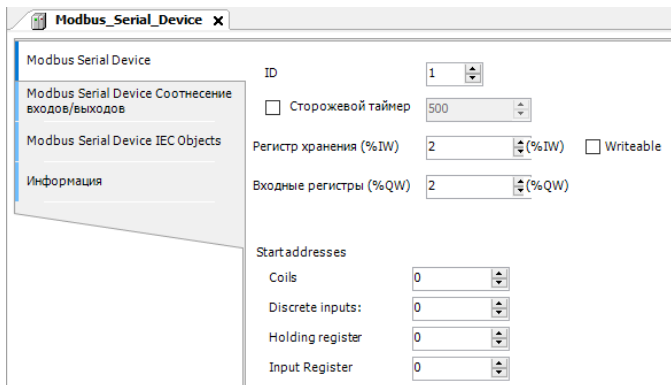 Modbus_Serial_Device X
Modbus Serial Device
Modbus Serial Device Соотнесение
входов/выходов
Modbus Serial Device IEC Objects
Информация
ID 1
Сторожевой таймер 500
Регистр хранения (%IW) 2 (%IW) Writeable
Входные регистры (%QW) 2 (%QW)
Start addresses
Coils 0
Discrete inputs: 0
Holding register 0
Input Register 0